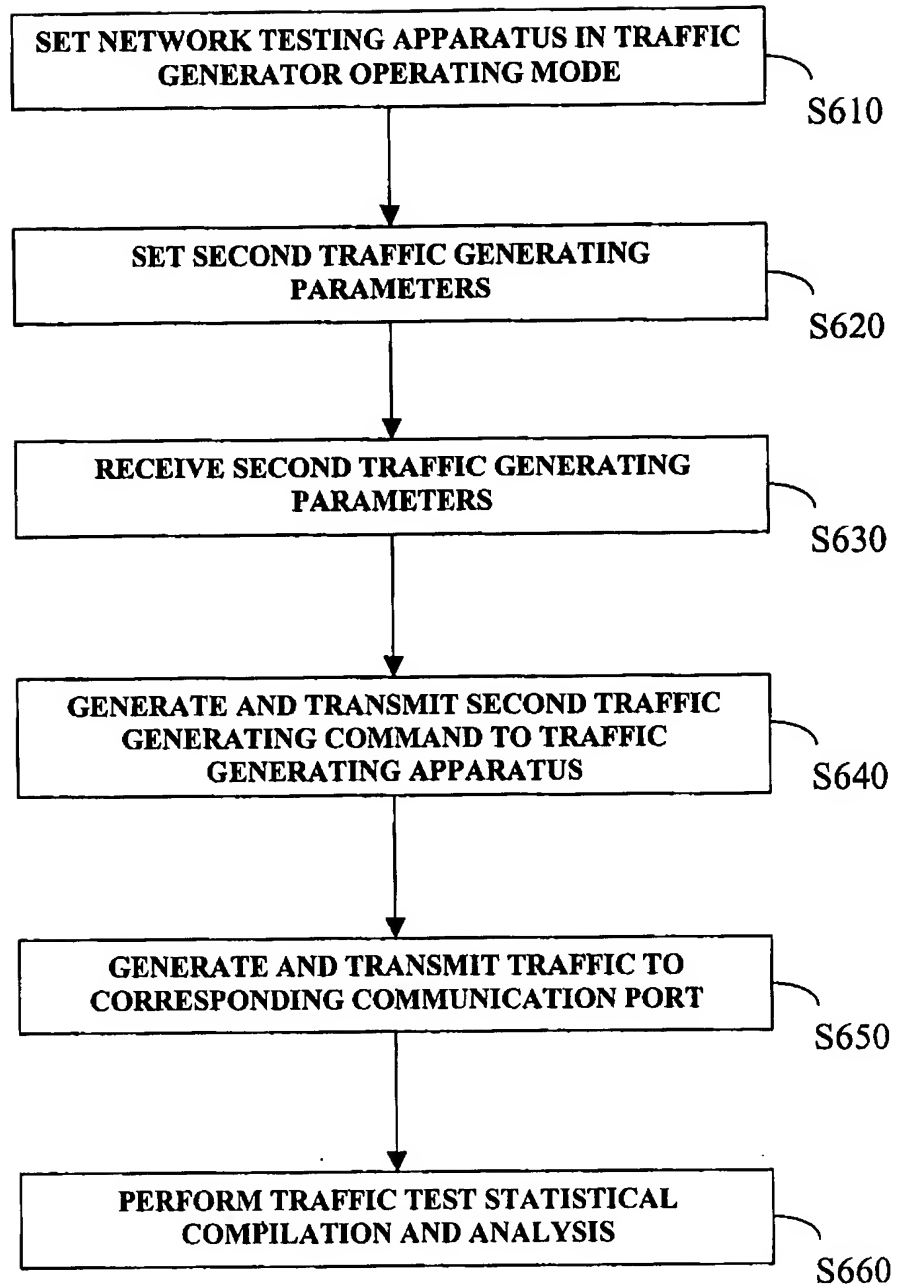 SET NETWORK TESTING APPARATUS IN TRAFFIC
GENERATOR OPERATING MODE
S610
SET SECOND TRAFFIC GENERATING
PARAMETERS
S620
RECEIVE SECOND TRAFFIC GENERATING
PARAMETERS
S630
GENERATE AND TRANSMIT SECOND TRAFFIC
GENERATING COMMAND TO TRAFFIC
GENERATING APPARATUS
S640
GENERATE AND TRANSMIT TRAFFIC TO
CORRESPONDING COMMUNICATION PORT
S650
PERFORM TRAFFIC TEST STATISTICAL
COMPILATION AND ANALYSIS
S660